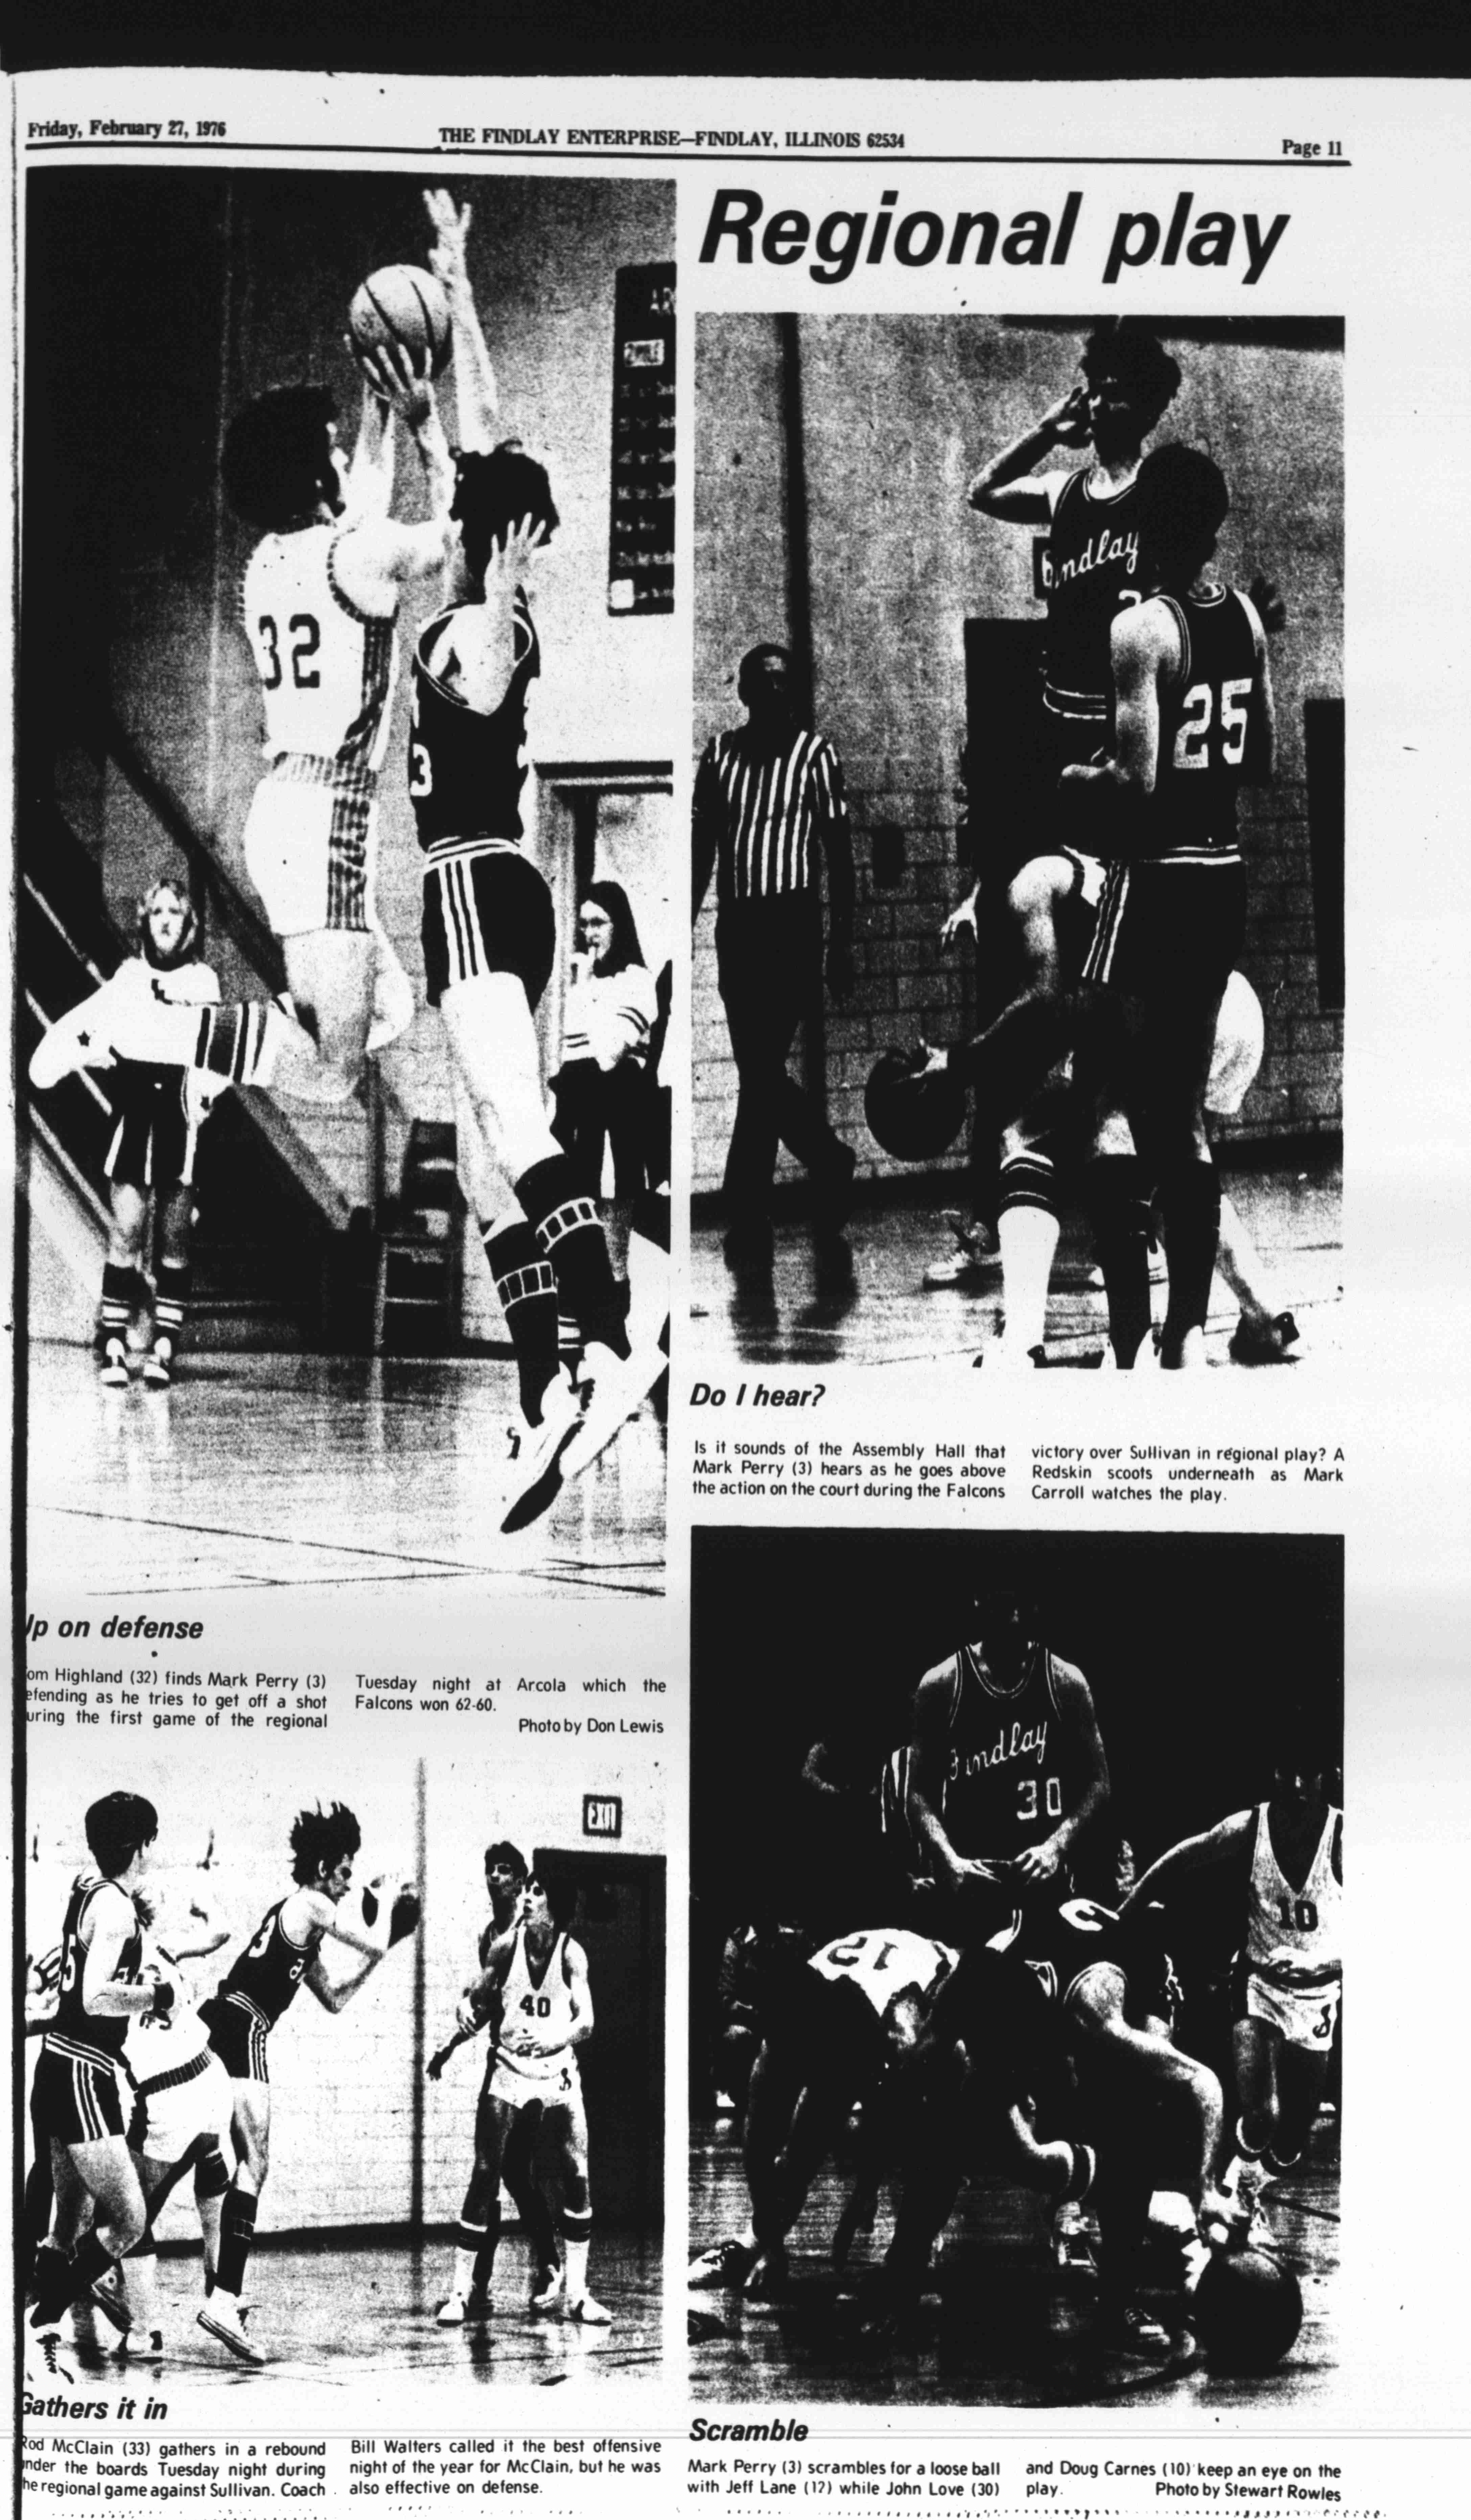 Friday, February 27, 1976
THE FINDLAY ENTERPRISE—FINDLAY, ILLINOIS 62534
Page 11
Regional play
AR
32
3
Findlay
25
Do I hear?
Is it sounds of the Assembly Hall that
Mark Perry (3) hears as he goes above
the action on the court during the Falcons
victory over Sullivan in regional play? A
Redskin scoots underneath as Mark
Carroll watches the play.
Up on defense
om Highland (32) finds Mark Perry (3)
efending as he tries to get off a shot
uring the first game of the regional
Tuesday night at Arcola which the
Falcons won 62-60.
Photo by Don Lewis
EXIT
3
40
Findlay
30
12
10
Gathers it in
Rod McClain (33) gathers in a rebound
under the boards Tuesday night during
the regional game against Sullivan. Coach
Bill Walters called it the best offensive
night of the year for McClain, but he was
also effective on defense.
Scramble
Mark Perry (3) scrambles for a loose ball
with Jeff Lane (12) while John Love (30)
and Doug Carnes (10) keep an eye on the
play.
Photo by Stewart Rowles